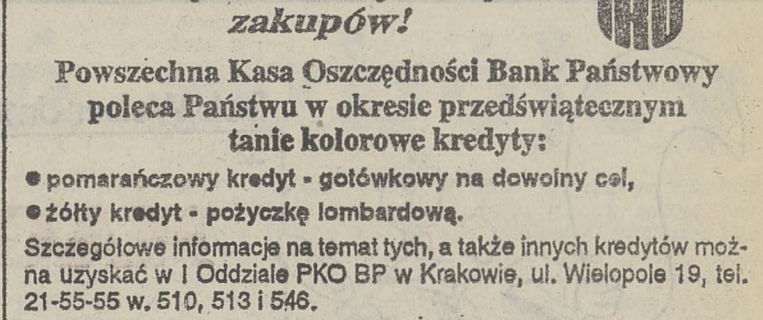 zakupów!
Powszechna Kasa Oszczędności Bank Państwowy
poleca Państwu w okresie przedświątecznym
tanie kolorowe kredyty:
• pomarańczowy kredyt - gotówkowy na dowolny cel,
• żółty kredyt - pożyczkę lombardową.
Szczegółowe informacje na temat tych, a także innych kredytów moż-
na uzyskać w I Oddziale PKO BP w Krakowie, ul. Wielopole 19, tel.
21-55-55 w. 510, 513 i 546.